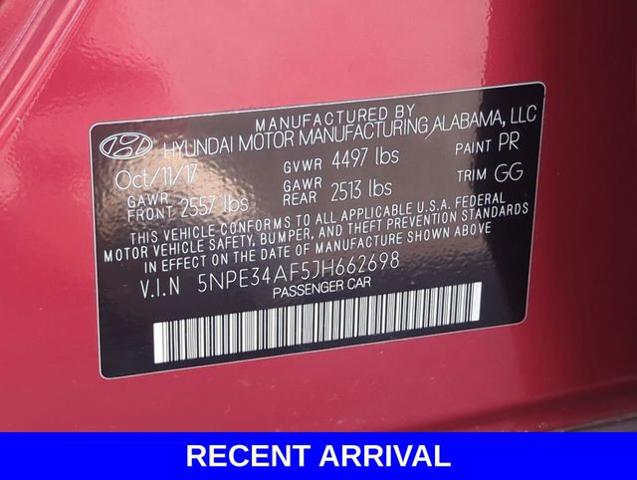 MANUFACTURED BY
HYUNDAI MOTOR MANUFACTURING ALABAMA, LLC
Oct/11/17 GVWR 4497 lbs PAINT PR
GAWR FRONT 2557 lbs GAWR REAR 2513 lbs TRIM GG
THIS VEHICLE CONFORMS TO ALL APPLICABLE U.S.A. FEDERAL
MOTOR VEHICLE SAFETY, BUMPER, AND THEFT PREVENTION STANDARDS
IN EFFECT ON THE DATE OF MANUFACTURE SHOWN ABOVE
V.I.N 5NPE34AF5JH662698
PASSENGER CAR
RECENT ARRIVAL